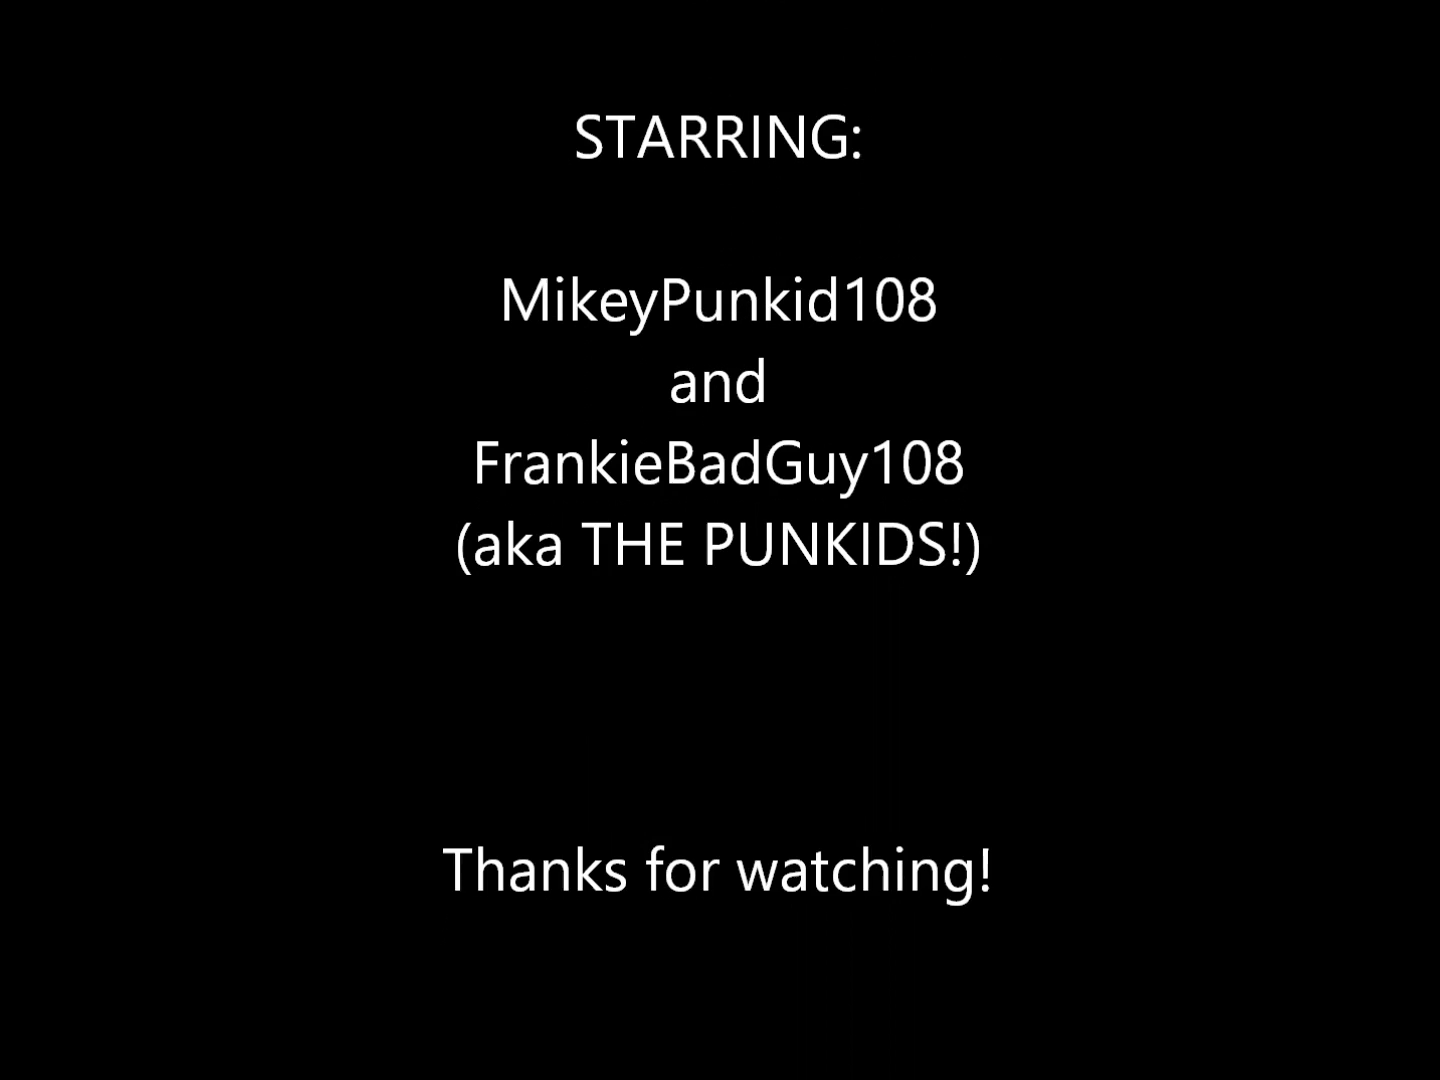 STARRING:
MikeyPunkid108
and
FrankieBadGuy108
(aka THE PUNKIDS!)
Thanks for watching!